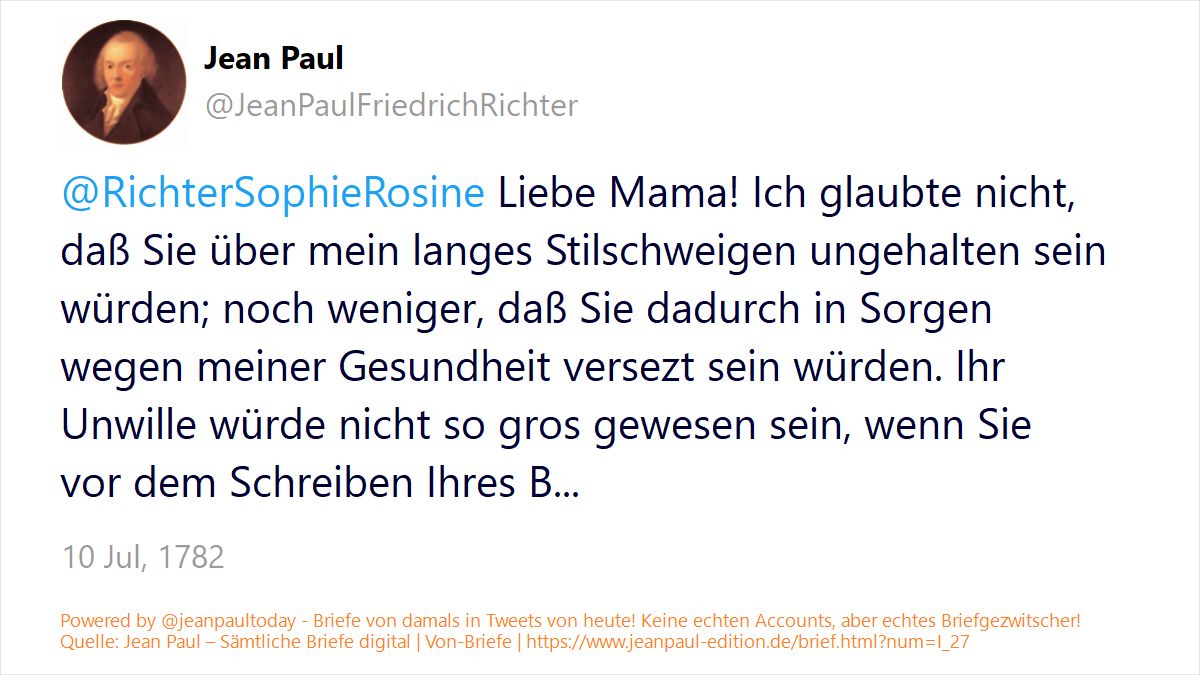 Jean Paul
@JeanPaulFriedrichRichter
@RichterSophieRosine Liebe Mama! Ich glaubte nicht,
daß Sie über mein langes Stilschweigen ungehalten sein
würden; noch weniger, daß Sie dadurch in Sorgen
wegen meiner Gesundheit versezt sein würden. Ihr
Unwille würde nicht so gros gewesen sein, wenn Sie
vor dem Schreiben Ihres B...
10 Jul, 1782
Powered by @jeanpaultoday - Briefe von damals in Tweets von heute! Keine echten Accounts, aber echtes Briefgezwitscher!
Quelle: Jean Paul – Sämtliche Briefe digital | Von-Briefe | https://www.jeanpaul-edition.de/brief.html?num=I_27